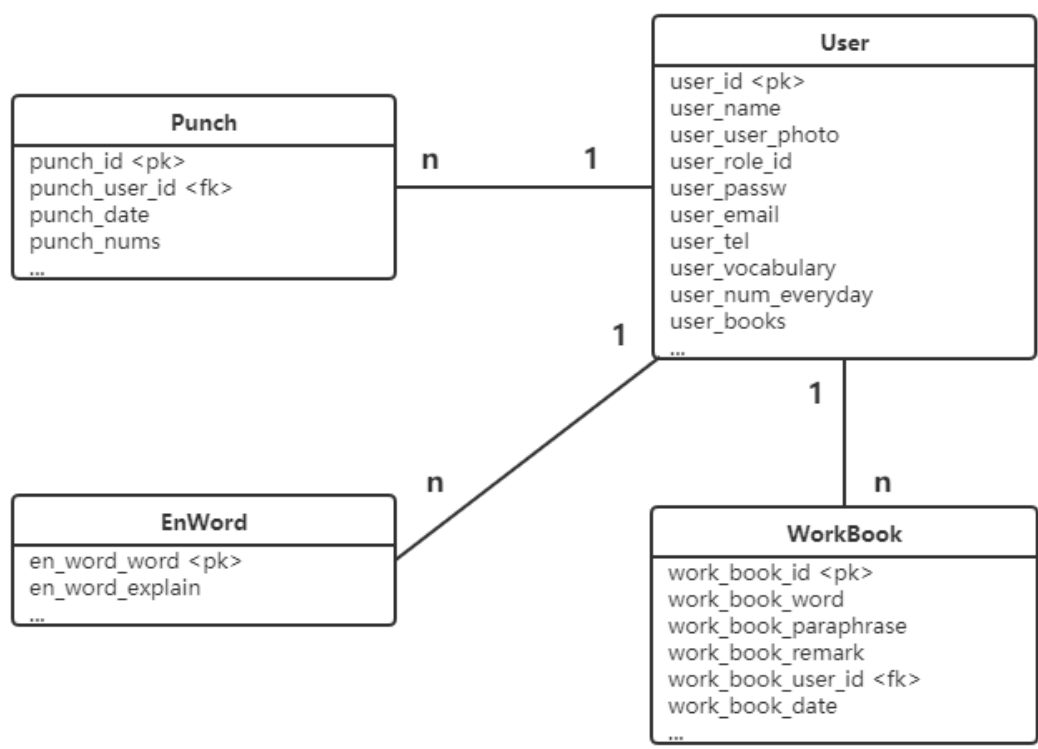 User
user_id <pk>
user_name
user_user_photo
user_role_id
user_passw
user_email
user_tel
user_vocabulary
user_num_everyday
user_books
...
Punch
punch_id <pk>
punch_user_id <fk>
punch_date
punch_nums
...
n
1
1
n
1
n
EnWord
en_word_word <pk>
en_word_explain
...
WorkBook
work_book_id <pk>
work_book_word
work_book_paraphrase
work_book_remark
work_book_user_id <fk>
work_book_date
...